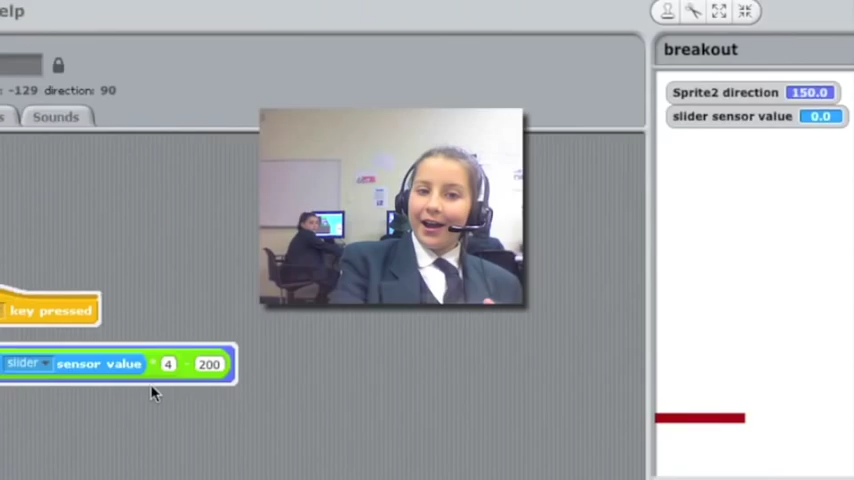 elp
breakout
: -129 direction: 90
Sprite2 direction 150.0
s Sounds
slider sensor value 0.0
key pressed
slider sensor value * 4 - 200